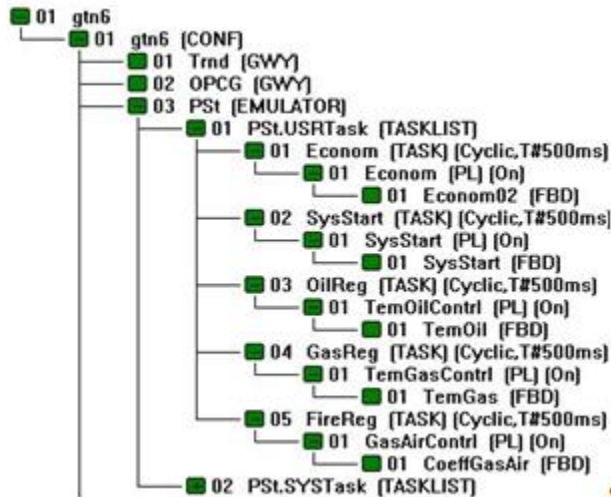 01 gtn6
01 gtn6 (CONF)
01 Trnd (GWY)
02 OPCG (GWY)
03 PSt (EMULATOR)
01 PSt.USRTask (TASKLIST)
01 Econom (TASK) (Cyclic,T#500ms)
01 Econom (PL) (On)
01 Econom02 (FBD)
02 SysStart (TASK) (Cyclic,T#500ms)
01 SysStart (PL) (On)
01 SysStart (FBD)
03 OilReg (TASK) (Cyclic,T#500ms)
01 TemOilContrl (PL) (On)
01 TemOil (FBD)
04 GasReg (TASK) (Cyclic,T#500ms)
01 TemGasContrl (PL) (On)
01 TemGas (FBD)
05 FireReg (TASK) (Cyclic,T#500ms)
01 GasAirContrl (PL) (On)
01 CoeffGasAir (FBD)
02 PSt.SYSTask (TASKLIST)